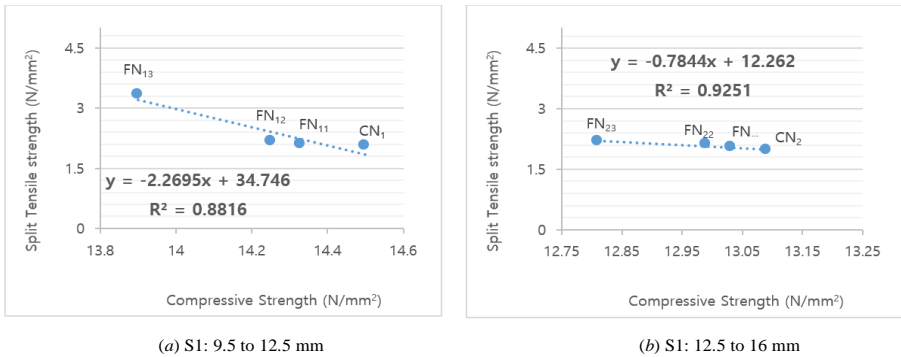 Split Tensile strength (N/mm²)
4.5
3
1.5
0
FN₁₃
FN₁₂
FN₁₁
CN₁
y = -2.2695x + 34.746
R² = 0.8816
13.8 14 14.2 14.4 14.6
Compressive Strength (N/mm²)
(a) S1: 9.5 to 12.5 mm
Split Tensile Strength (N/mm²)
4.5
3
1.5
0
y = -0.7844x + 12.262
R² = 0.9251
FN₂₃
FN₂₂
FN...
CN₂
12.75 12.85 12.95 13.05 13.15 13.25
Compressive Strength (N/mm²)
(b) S1: 12.5 to 16 mm